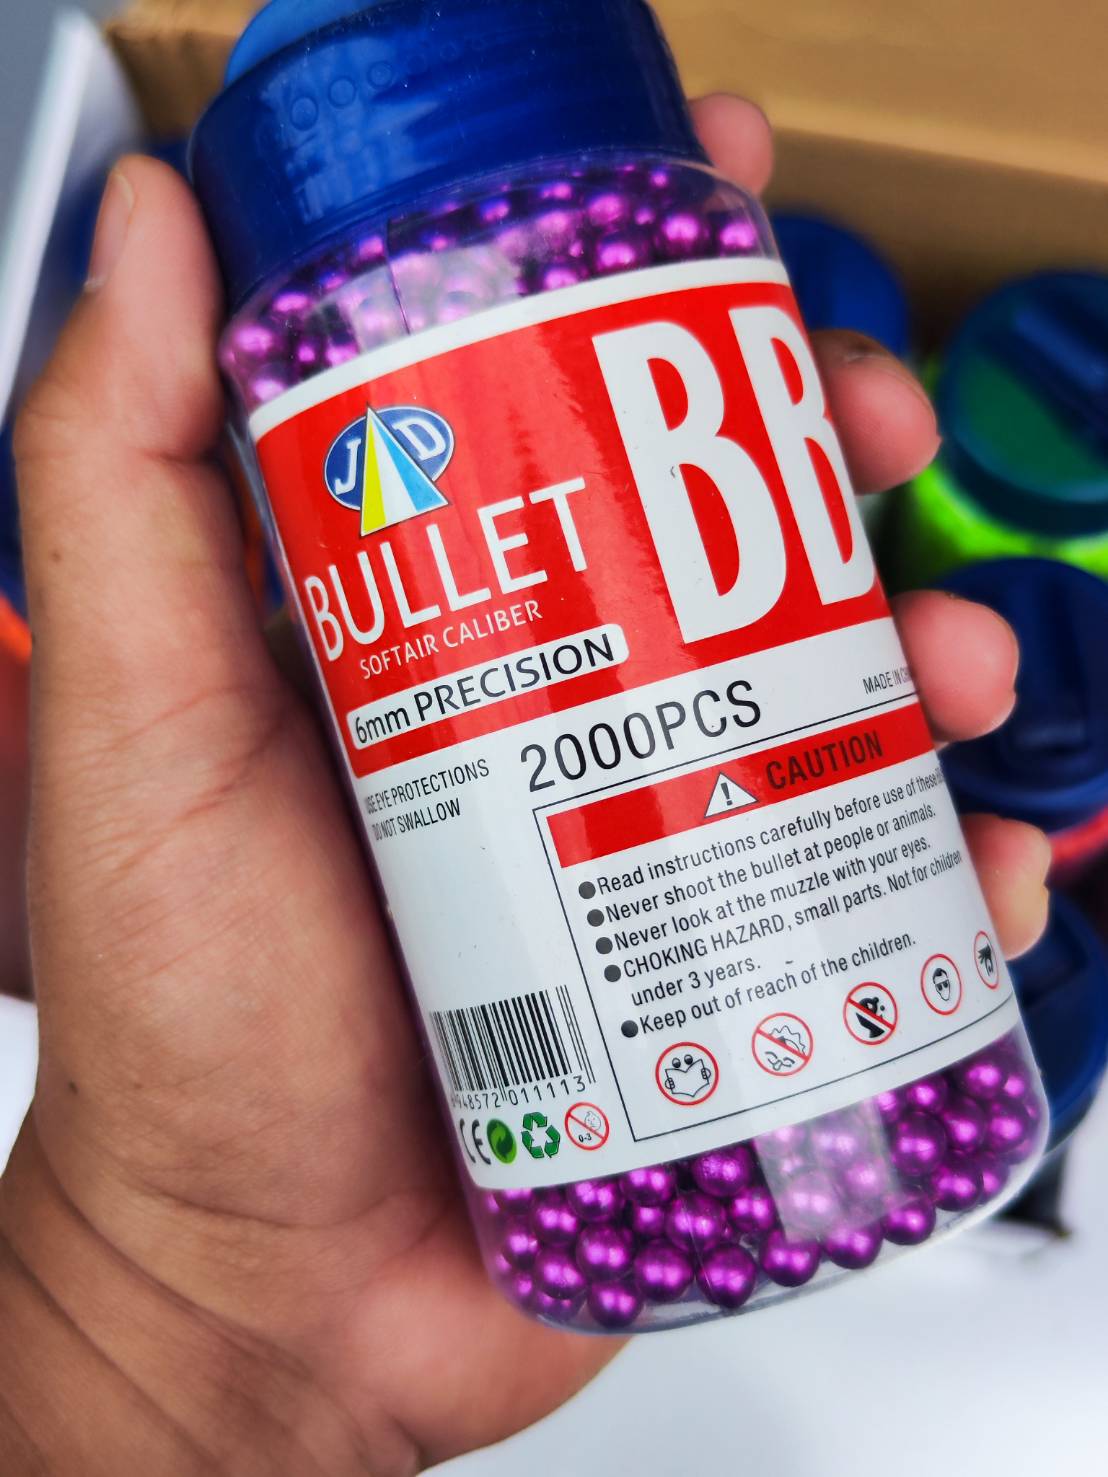 JD
BULLET
SOFTAIR CALIBER
6mm PRECISION
BB
2000PCS
MADE IN
USE EYE PROTECTIONS
DO NOT SWALLOW
CAUTION
Read instructions carefully before use of these
Never shoot the bullet at people or animals.
Never look at the muzzle with your eyes.
CHOKING HAZARD, small parts. Not for children
under 3 years.
Keep out of reach of the children.
948572 011113
CE
0-3